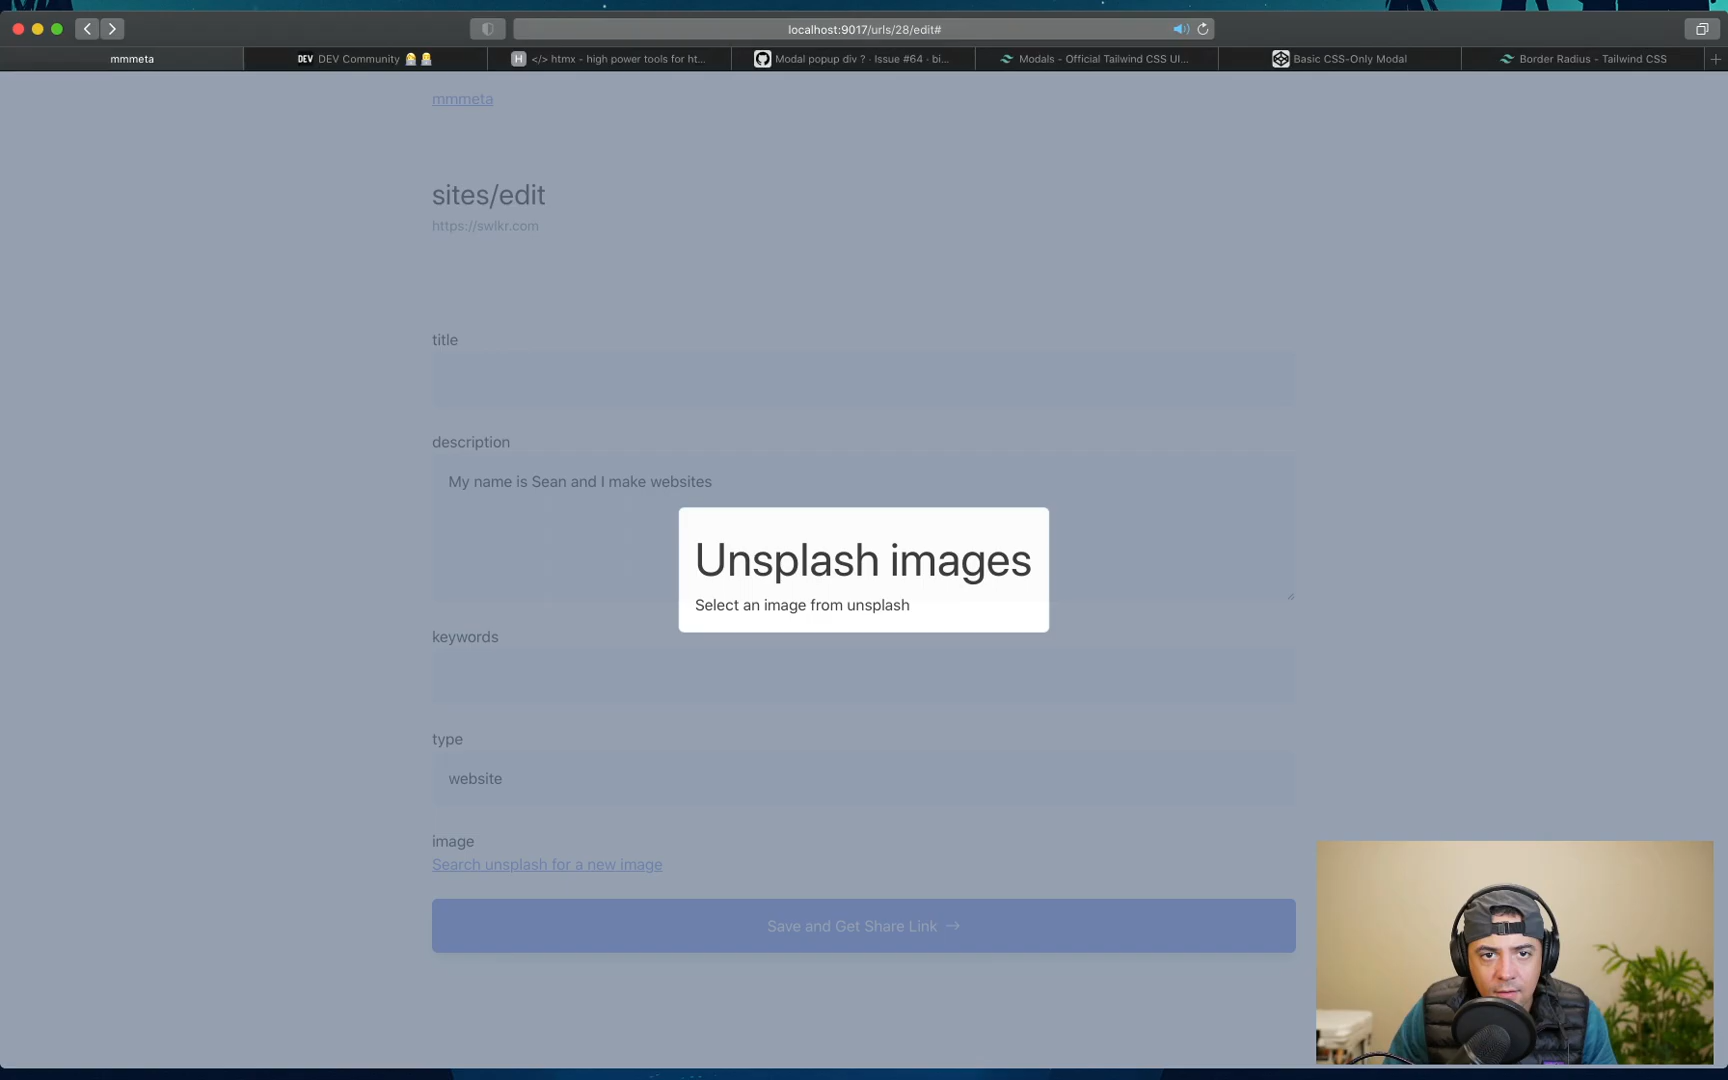 localhost:9017/urls/28/edit#
mmmeta
DEV DEV Community
H </> htmx - high power tools for ht...
Modal popup div ? · Issue #64 · bi...
Modals - Official Tailwind CSS UI...
Basic CSS-Only Modal
Border Radius - Tailwind CSS
mmmeta
sites/edit
https://swlkr.com
title
description
My name is Sean and I make websites
Unsplash images
Select an image from unsplash
keywords
type
website
image
Search unsplash for a new image
Save and Get Share Link →